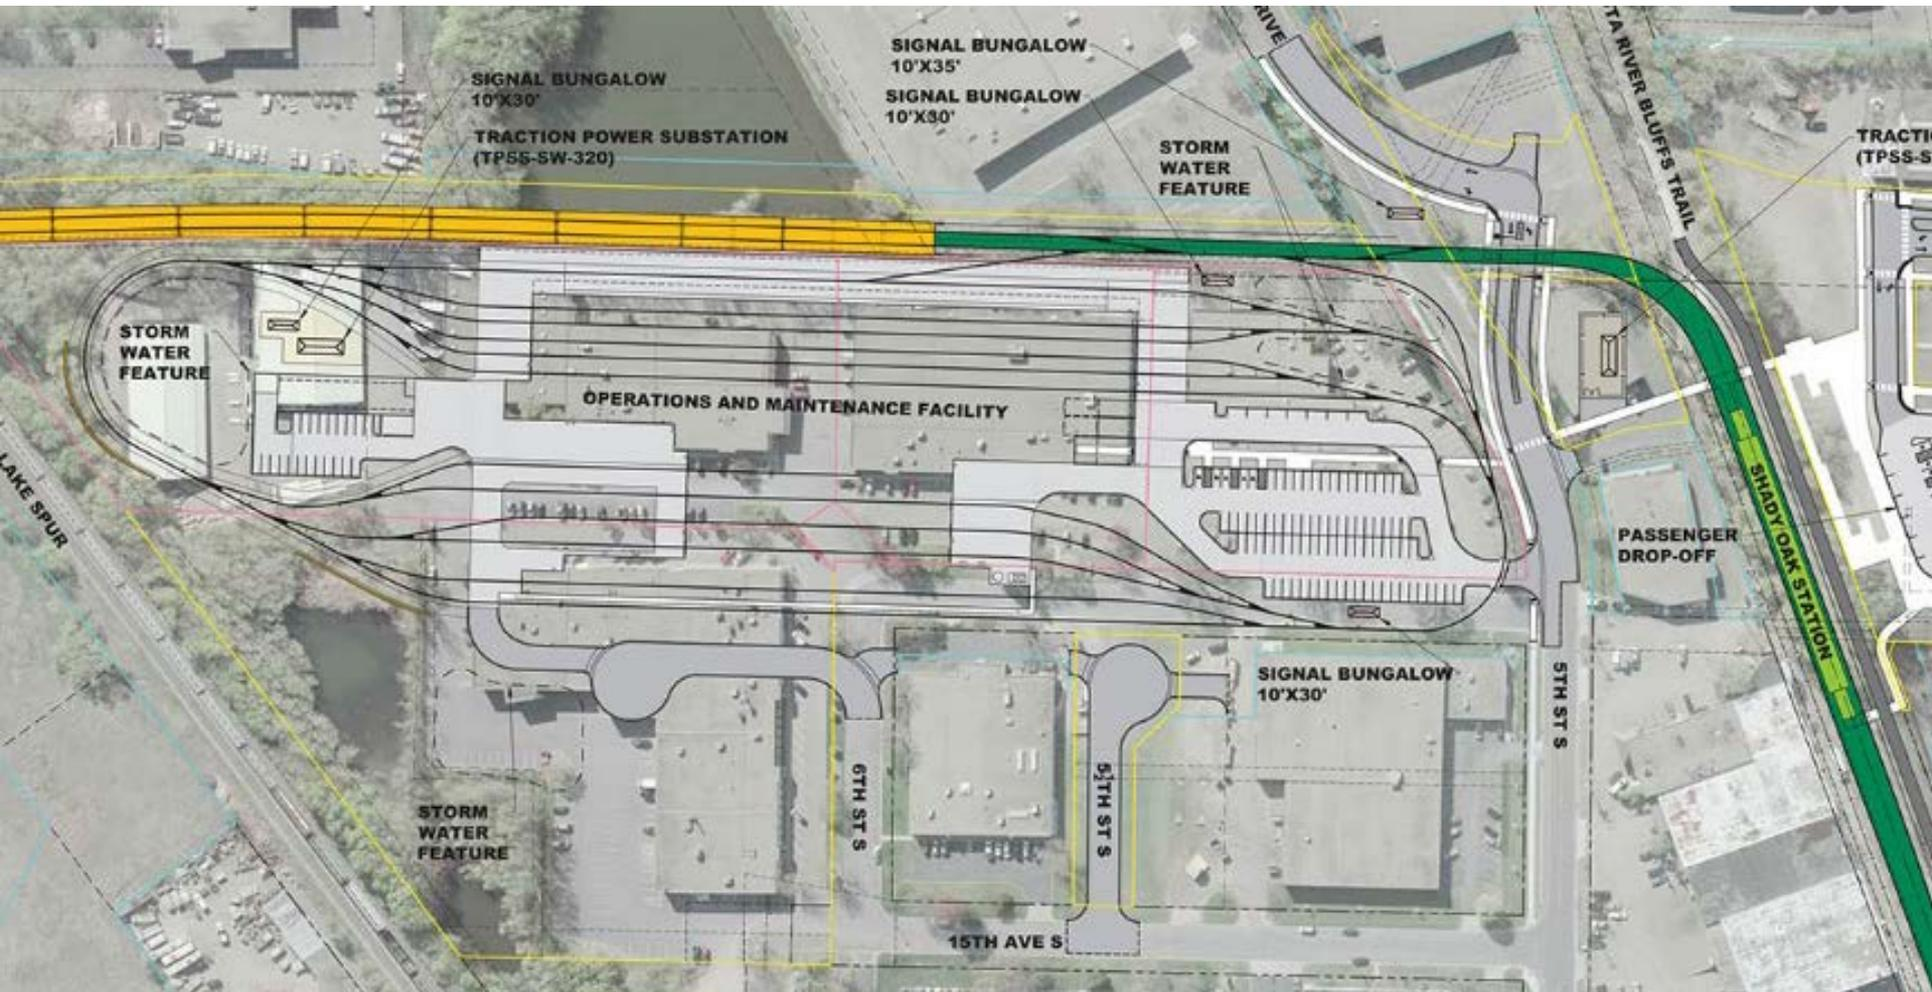 SIGNAL BUNGALOW
10'X30'
TRACTION POWER SUBSTATION
(TPSS-SW-320)
SIGNAL BUNGALOW
10'X35'
SIGNAL BUNGALOW
10'X30'
STORM
WATER
FEATURE
RIVE
TA RIVER BLUFFS TRAIL
TRACTI
(TPSS-S
STORM
WATER
FEATURE
OPERATIONS AND MAINTENANCE FACILITY
LAKE SPUR
SHADY OAK STATION
PASSENGER
DROP-OFF
SIGNAL BUNGALOW
10'X30'
5TH ST S
6TH ST S
5½TH ST S
STORM
WATER
FEATURE
15TH AVE S